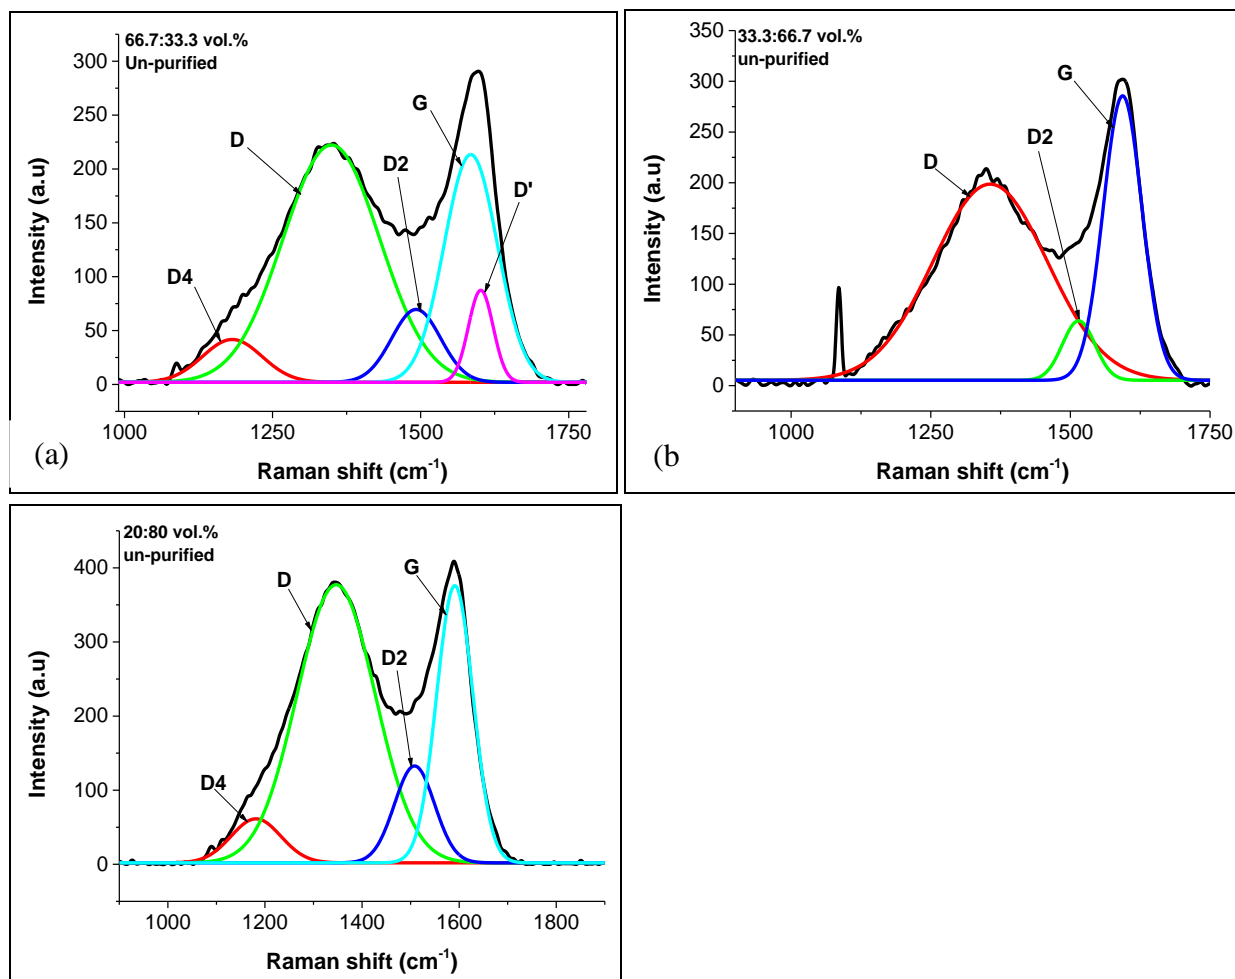 66.7:33.3 vol.%
Un-purified
300
250
200
150
100
50
0
Intensity (a.u)
D4
D
D2
G
D'
1000 1250 1500 1750
Raman shift (cm⁻¹)
(a)
33.3:66.7 vol.%
un-purified
350
300
250
200
150
100
50
0
Intensity (a.u)
D
D2
G
1000 1250 1500 1750
Raman shift (cm⁻¹)
(b
20:80 vol.%
un-purified
400
300
200
100
0
Intensity (a.u)
D4
D
D2
G
1000 1200 1400 1600 1800
Raman shift (cm⁻¹)